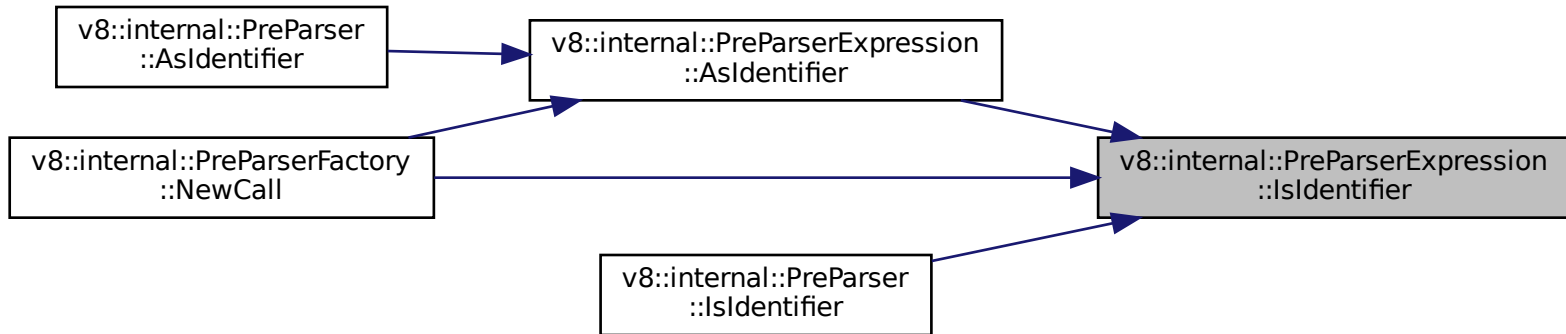 v8::internal::PreParser
::AsIdentifier
v8::internal::PreParserExpression
::AsIdentifier
v8::internal::PreParserFactory
::NewCall
v8::internal::PreParserExpression
::IsIdentifier
v8::internal::PreParser
::IsIdentifier